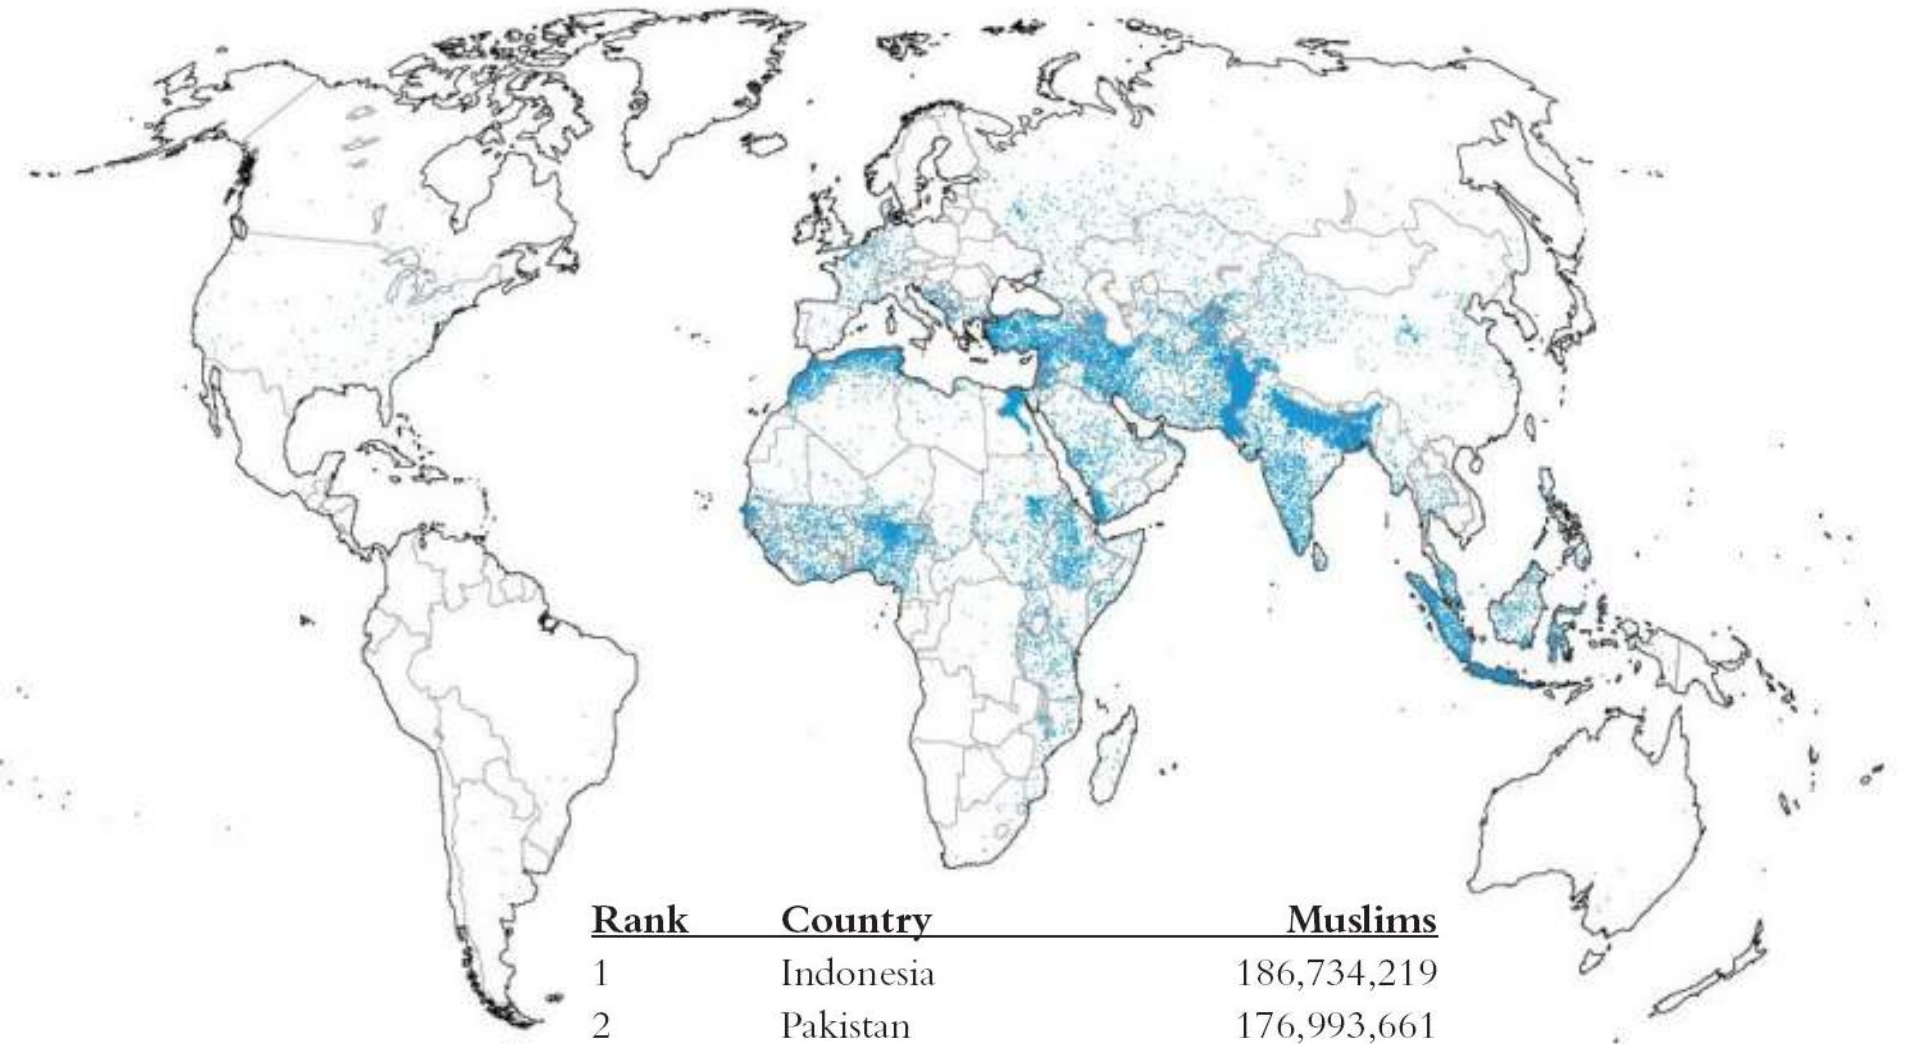 Rank Country Muslims
1 Indonesia 186,734,219
2 Pakistan 176,993,661